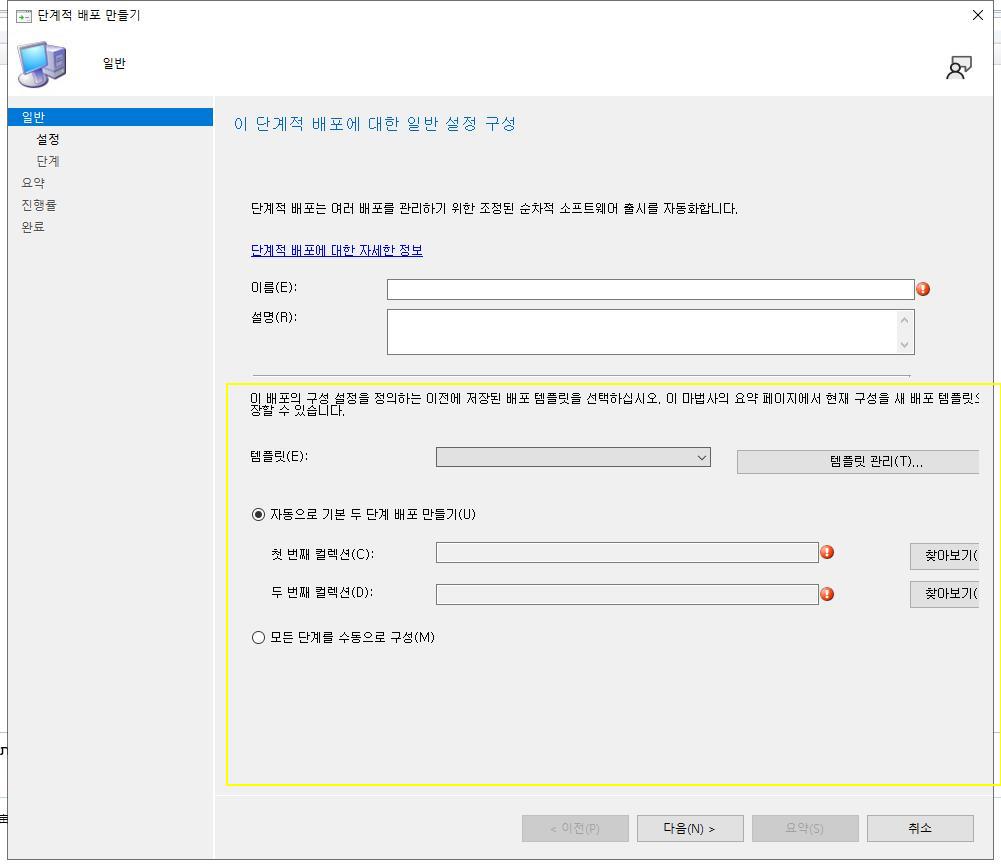 단계적 배포 만들기
일반
일반
설정
단계
요약
진행률
완료
이 단계적 배포에 대한 일반 설정 구성
단계적 배포는 여러 배포를 관리하기 위한 조정된 순차적 소프트웨어 출시를 자동화합니다.
단계적 배포에 대한 자세한 정보
이름(E):
설명(R):
이 배포의 구성 설정을 정의하는 이전에 저장된 배포 템플릿을 선택하십시오. 이 마법사의 요약 페이지에서 현재 구성을 새 배포 템플릿으
장할 수 있습니다.
템플릿(E):
템플릿 관리(T)...
자동으로 기본 두 단계 배포 만들기(U)
첫 번째 컬렉션(C):
찾아보기(
두 번째 컬렉션(D):
찾아보기(
모든 단계를 수동으로 구성(M)
< 이전(P)
다음(N) >
요약(S)
취소